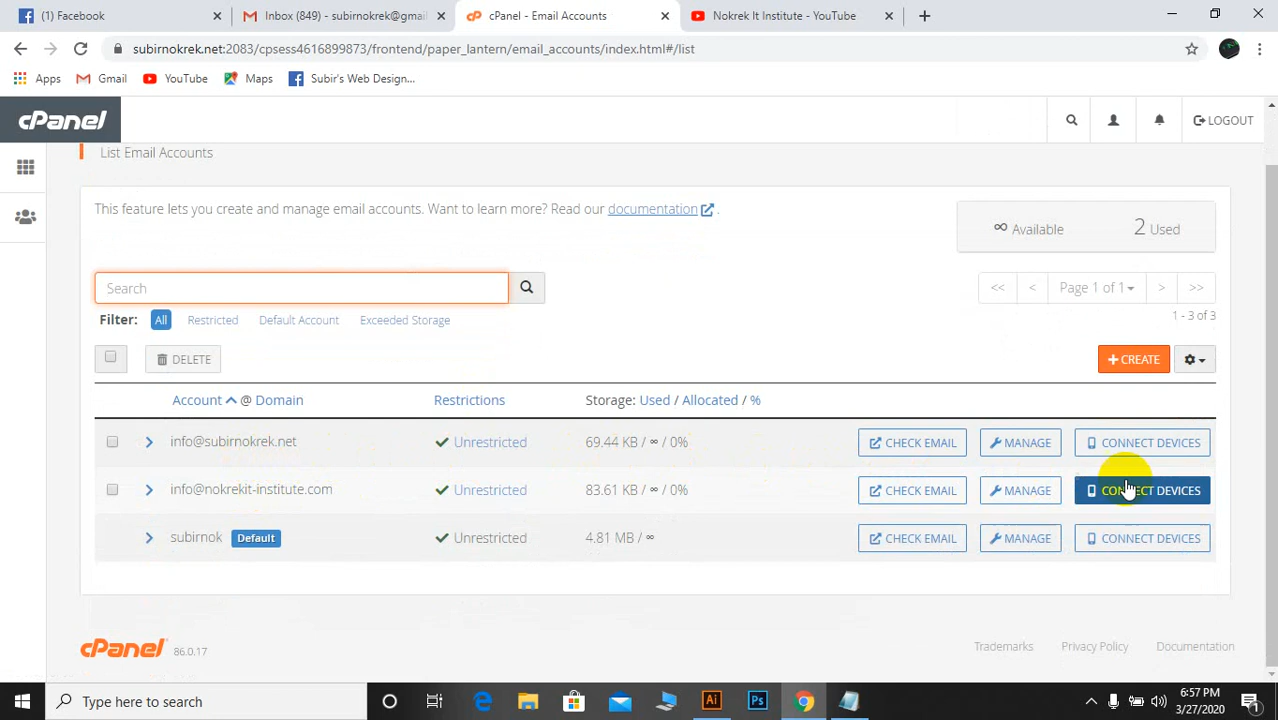 (1) Facebook
Inbox (849) - subirnokrek@gmai
cPanel - Email Accounts
Nokrek It Institute - YouTube
subirnokrek.net:2083/cpsess4616899873/frontend/paper_lantern/email_accounts/index.html#/list
Apps Gmail YouTube Maps Subir's Web Design...
cPanel LOGOUT
List Email Accounts
This feature lets you create and manage email accounts. Want to learn more? Read our documentation .
∞ Available 2 Used
Search
<< < Page 1 of 1 > >>
Filter: All Restricted Default Account Exceeded Storage
1 - 3 of 3
DELETE + CREATE
Account @ Domain Restrictions Storage: Used / Allocated / %
info@subirnokrek.net Unrestricted 69.44 KB / ∞ / 0% CHECK EMAIL MANAGE CONNECT DEVICES
info@nokrekit-institute.com Unrestricted 83.61 KB / ∞ / 0% CHECK EMAIL MANAGE CONNECT DEVICES
subirnok Default Unrestricted 4.81 MB / ∞ CHECK EMAIL MANAGE CONNECT DEVICES
cPanel 86.0.17 Trademarks Privacy Policy Documentation
Type here to search
Ai Ps
6:57 PM
3/27/2020
1